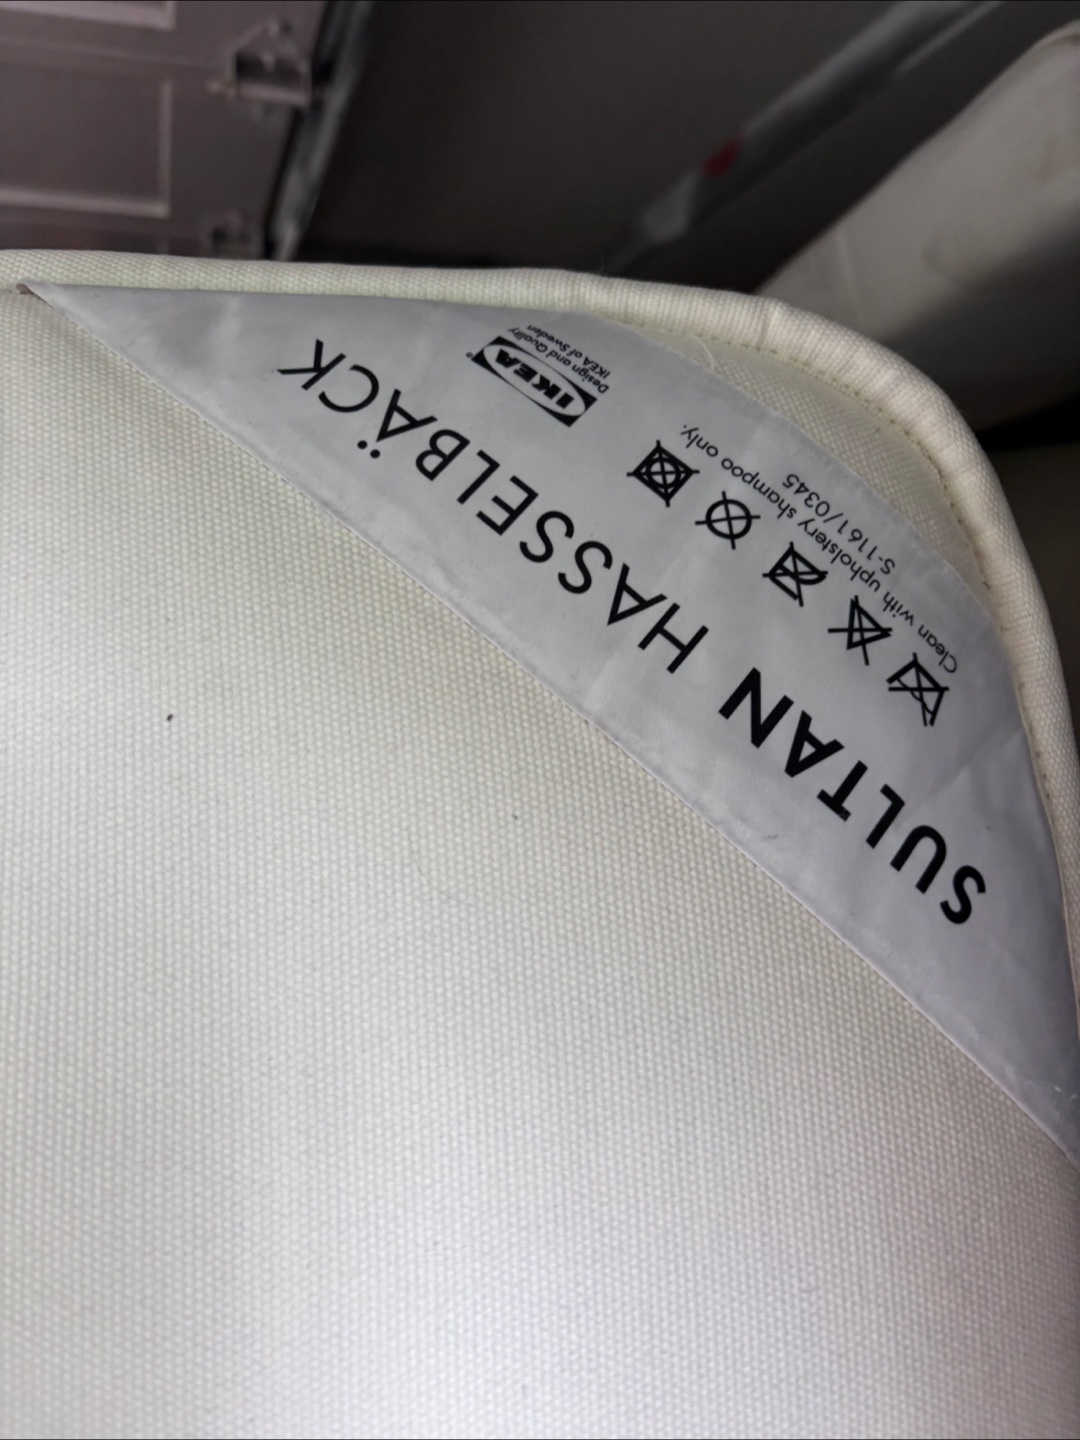 SULTAN HASSELBÄCK
Clean with upholstery shampoo only.
S-1161/0345
IKEA®
Design and Quality
IKEA of Sweden